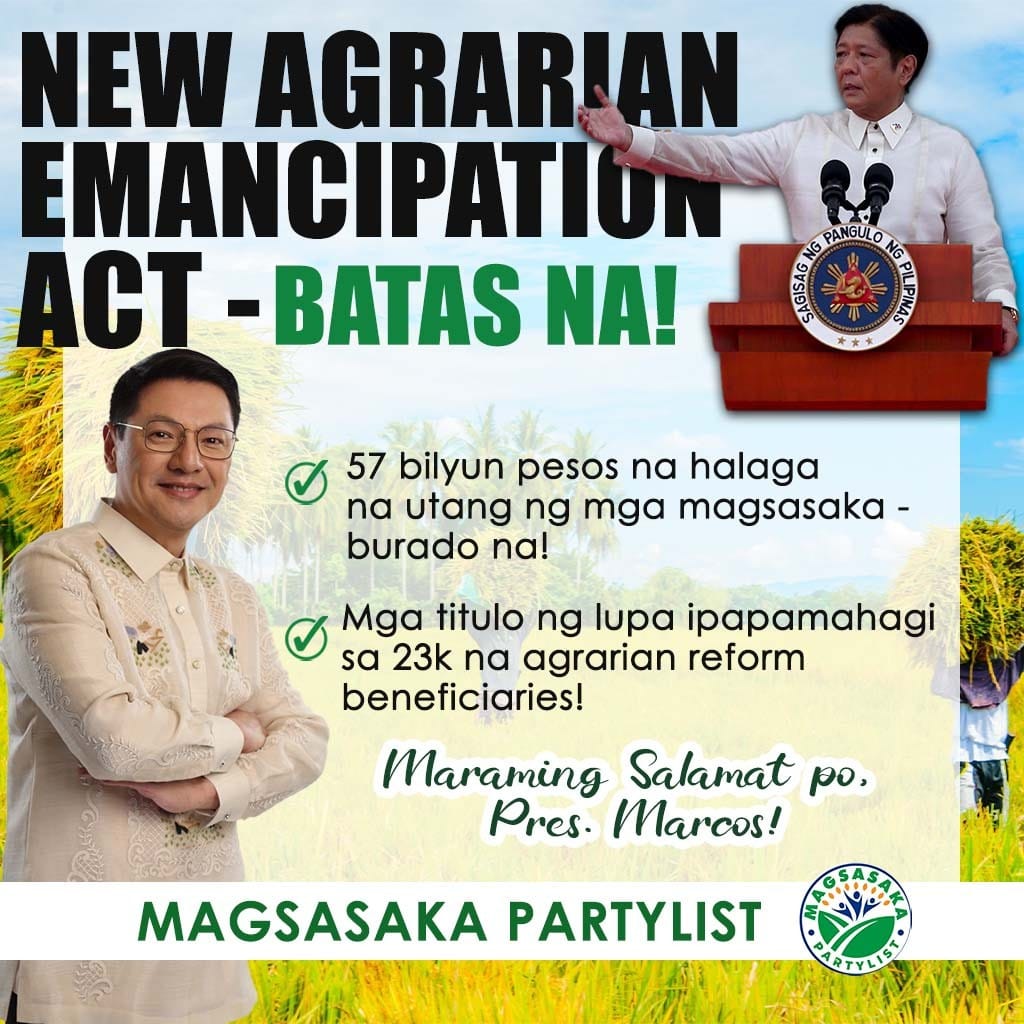 NEW AGRARIAN
EMANCIPATION
ACT - BATAS NA!
SAGISAG NG PANGULO NG PILIPINAS
57 bilyun pesos na halaga
na utang ng mga magsasaka -
burado na!
Mga titulo ng lupa ipapamahagi
sa 23k na agrarian reform
beneficiaries!
Maraming Salamat po,
Pres. Marcos!
MAGSASAKA PARTYLIST
MAGSASAKA
PARTYLIST